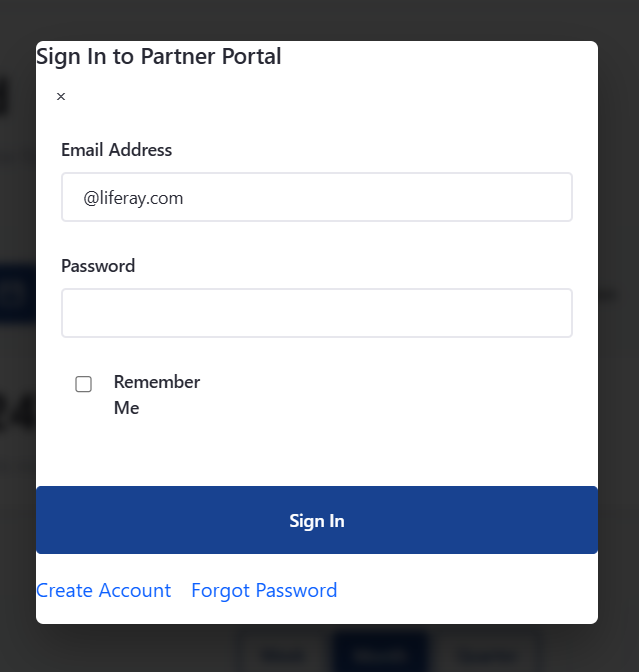 Sign In to Partner Portal
×
Email Address
@liferay.com
Password
Remember
Me
Sign In
Create Account Forgot Password